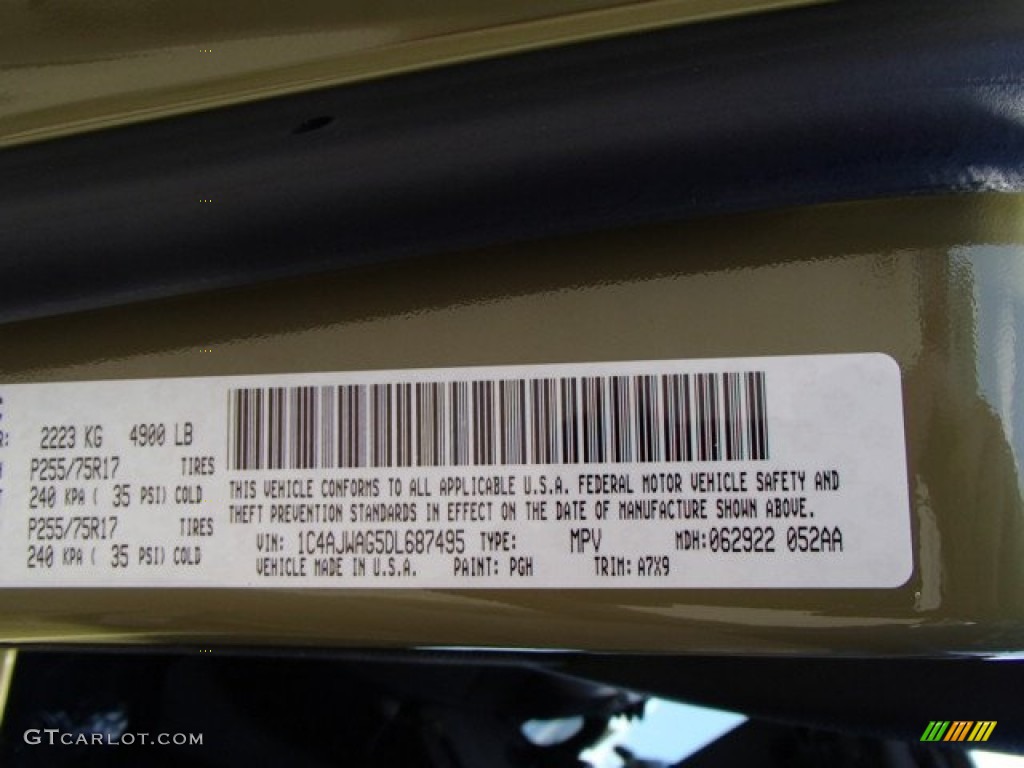 2223 KG 4900 LB
P255/75R17 TIRES
240 KPA ( 35 PSI) COLD
P255/75R17 TIRES
240 KPA ( 35 PSI) COLD
THIS VEHICLE CONFORMS TO ALL APPLICABLE U.S.A. FEDERAL MOTOR VEHICLE SAFETY AND
THEFT PREVENTION STANDARDS IN EFFECT ON THE DATE OF MANUFACTURE SHOWN ABOVE.
VIN: 1C4AJWAG5DL687495 TYPE: MPV MDH:062922 052AA
VEHICLE MADE IN U.S.A. PAINT: PGH TRIM: A7X9
GTCARLOT.COM